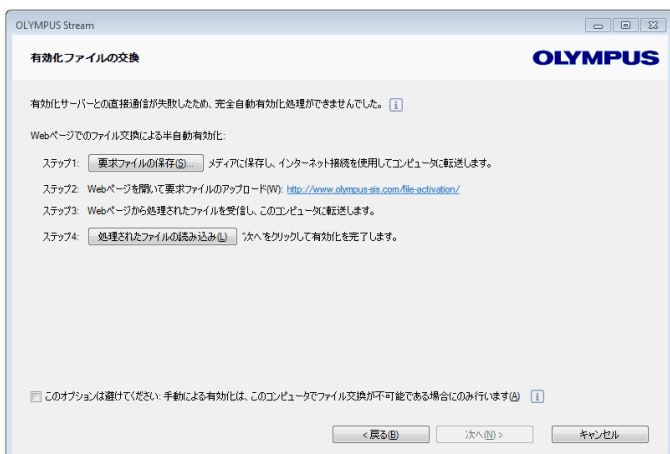 OLYMPUS Stream
有効化ファイルの交換
OLYMPUS
有効化サーバーとの直接通信が失敗したため、完全自動有効化処理ができませんでした。 i
Webページでのファイル交換による半自動有効化:
ステップ1: 要求ファイルの保存(S)... メディアに保存し、インターネット接続を使用してコンピュータに転送します。
ステップ2: Webページを開いて要求ファイルのアップロード(W): http://www.olympus-sis.com/file-activation/
ステップ3: Webページから処理されたファイルを受信し、このコンピュータに転送します。
ステップ4: 処理されたファイルの読み込み(L) '次へ'をクリックして有効化を完了します。
このオプションは避けてください: 手動による有効化は、このコンピュータでファイル交換が不可能である場合にのみ行います(A) i
< 戻る(B) 次へ(N) > キャンセル